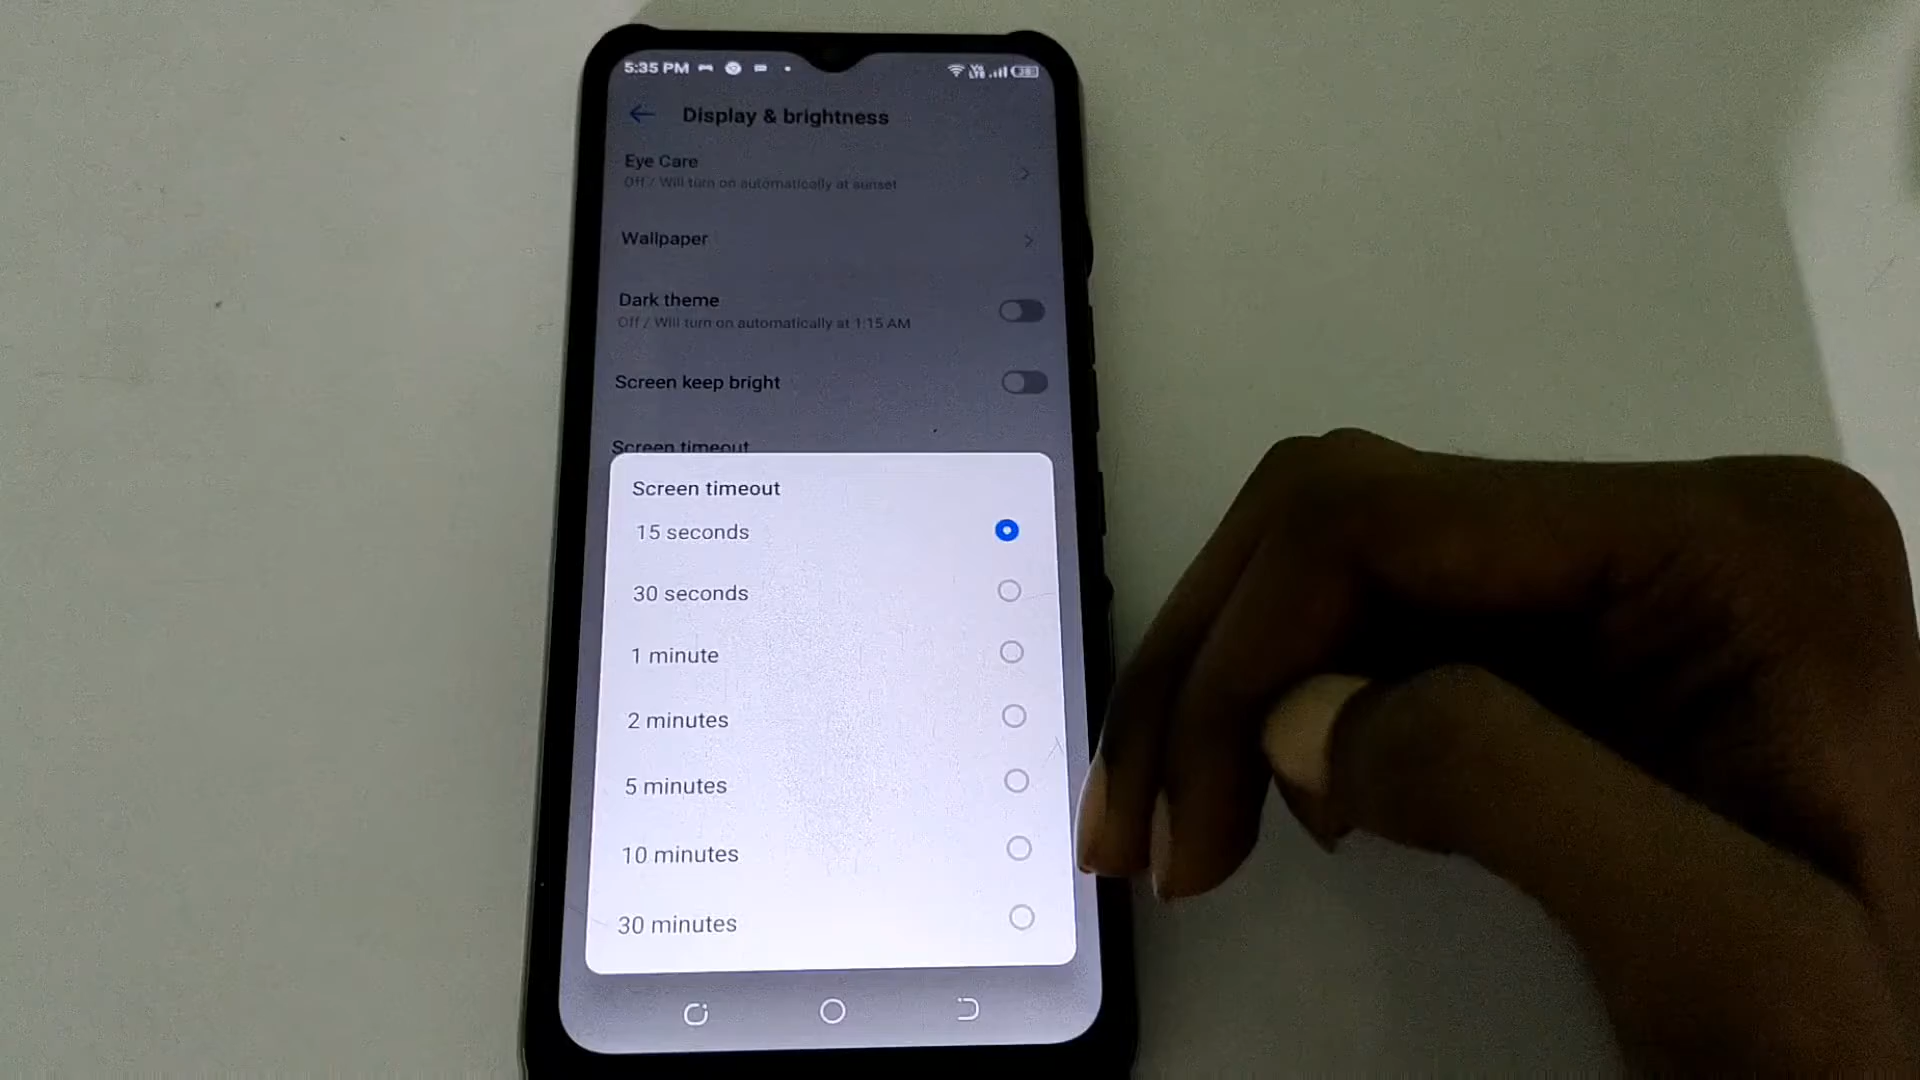 5:35 PM
Display & brightness
Eye Care
Off / Will turn on automatically at sunset
Wallpaper
Dark theme
Off / Will turn on automatically at 1:15 AM
Screen keep bright
Screen timeout
Screen timeout
15 seconds
30 seconds
1 minute
2 minutes
5 minutes
10 minutes
30 minutes